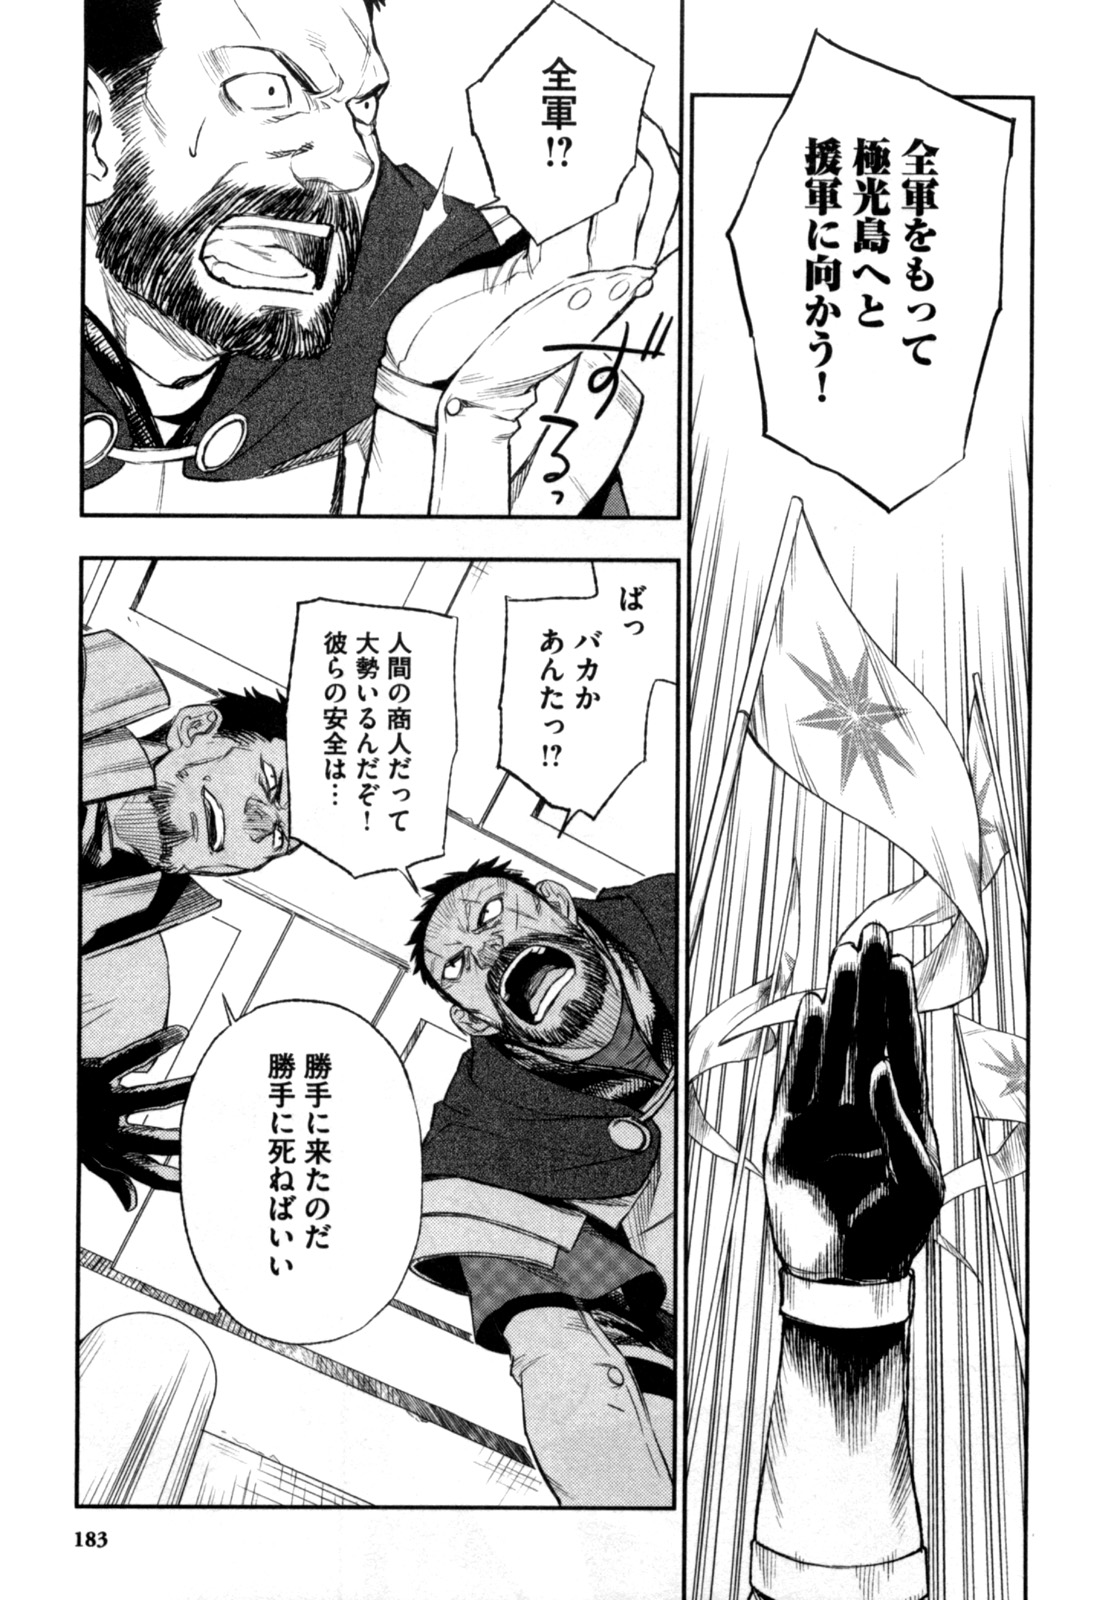 全軍をもって
極光島へと
援軍に向かう！
全軍!?
ずるっ
ばっ
バカか
あんたっ!?
人間の商人だって
大勢いるんだぞ！
彼らの安全は…
勝手に来たのだ
勝手に死ねばいい
183